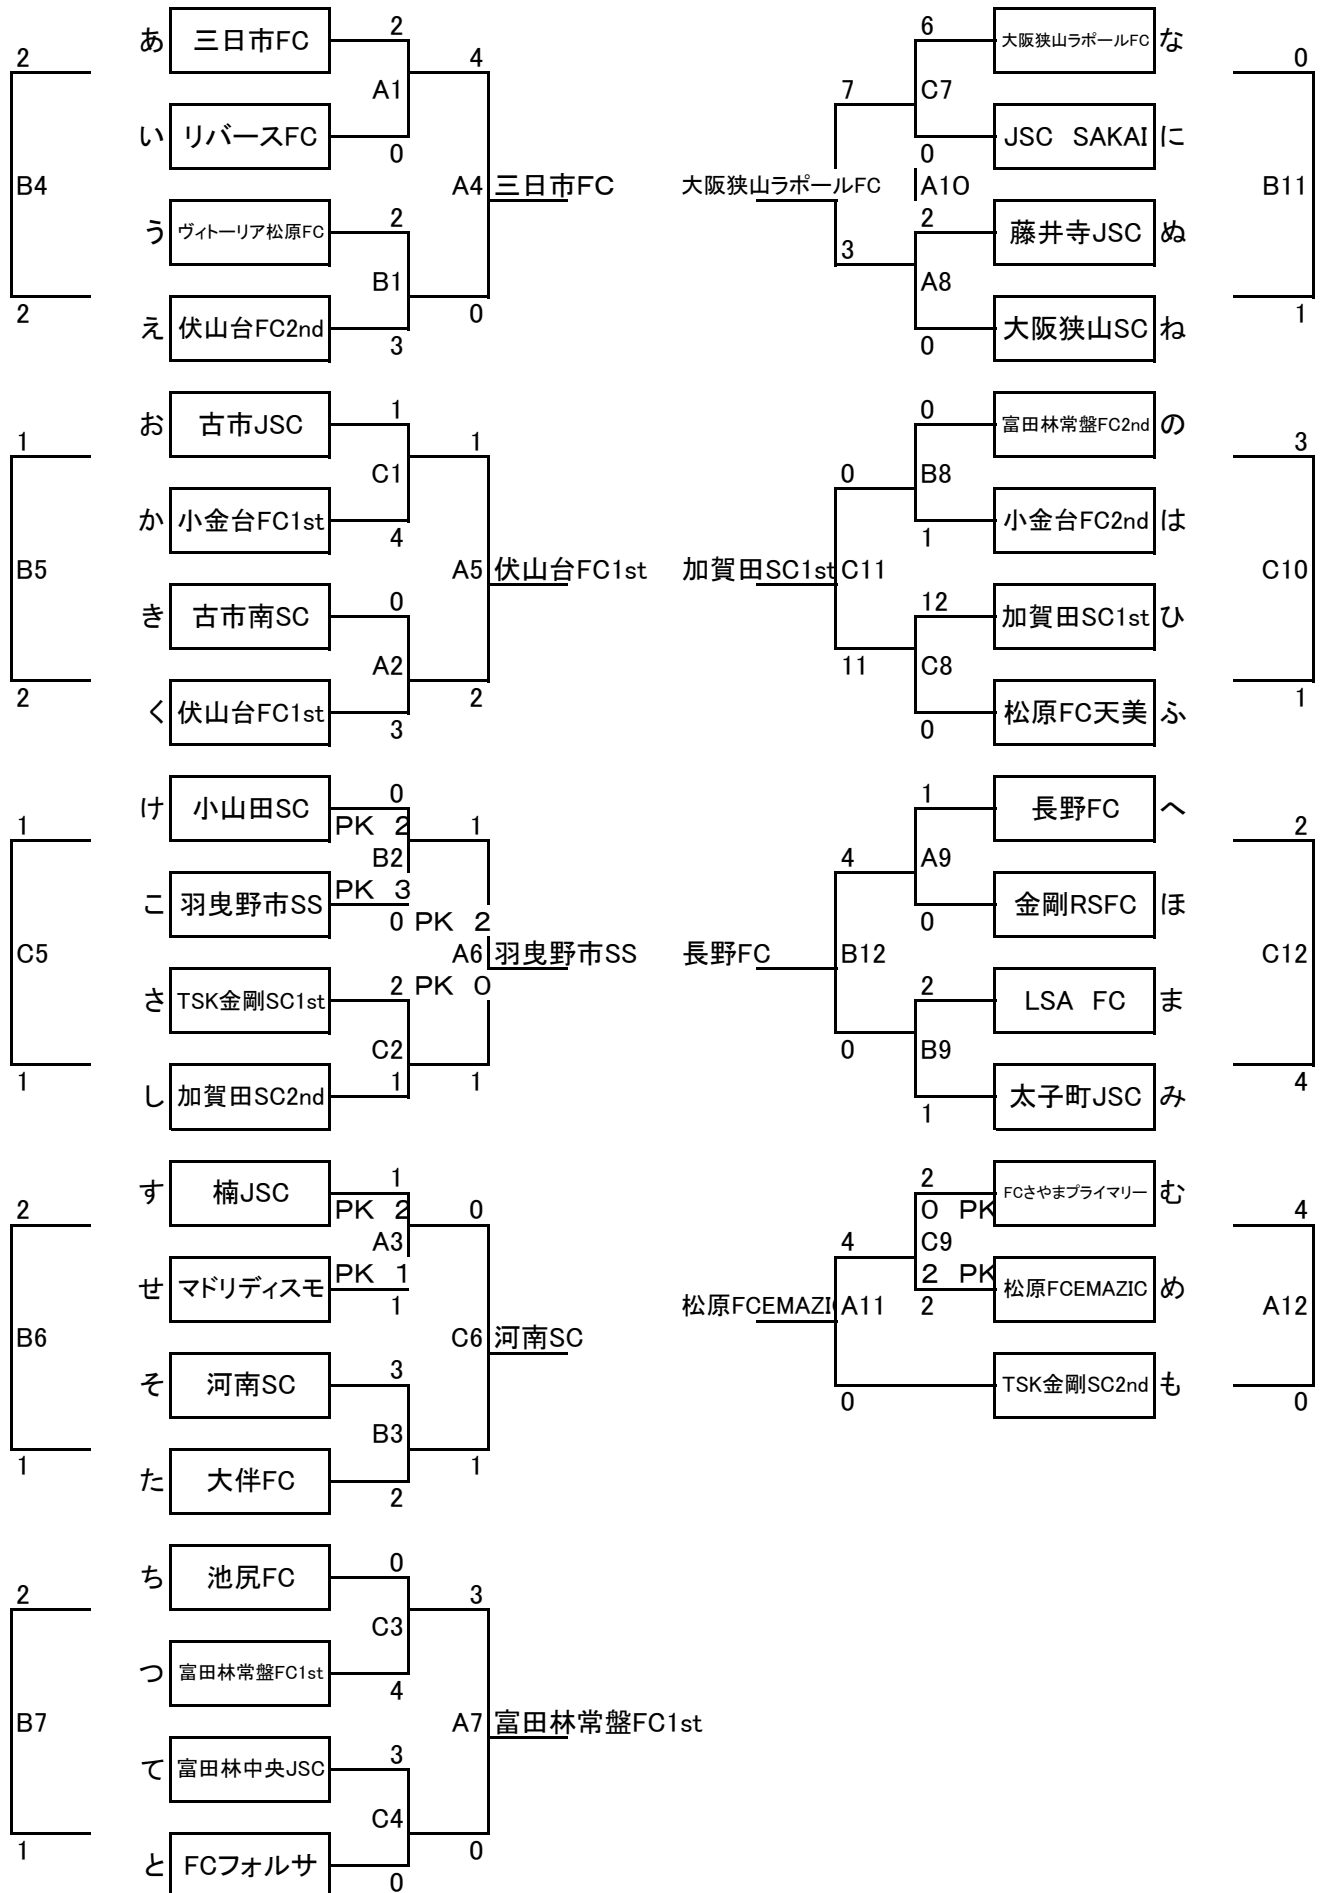 2
B4
2
あ 三日市FC 2
A1
い リバースFC 0
4
A4 三日市FC
う ヴィトーリア松原FC 2
B1
え 伏山台FC2nd 3
0
1
B5
2
お 古市JSC 1
C1
か 小金台FC1st 4
1
A5 伏山台FC1st
き 古市南SC 0
A2
く 伏山台FC1st 3
2
1
C5
1
け 小山田SC 0
PK 2
B2
こ 羽曳野市SS PK 3
0
1
PK 2
A6 羽曳野市SS
PK 0
さ TSK金剛SC1st 2
C2
し 加賀田SC2nd 1
1
2
B6
1
す 楠JSC 1
PK 2
A3
せ マドリディスモ PK 1
1
0
C6 河南SC
そ 河南SC 3
B3
た 大伴FC 2
1
2
B7
1
ち 池尻FC 0
C3
つ 富田林常盤FC1st 4
3
A7 富田林常盤FC1st
て 富田林中央JSC 3
C4
と FCフォルサ 0
0
6 大阪狭山ラポールFC な
C7
0 JSC SAKAI に
7
大阪狭山ラポールFC A10
3
2 藤井寺JSC ぬ
A8
0 大阪狭山SC ね
0
B11
1
0 富田林常盤FC2nd の
B8
1 小金台FC2nd は
0
加賀田SC1st C11
11
12 加賀田SC1st ひ
C8
0 松原FC天美 ふ
3
C10
1
1 長野FC へ
A9
0 金剛RSFC ほ
4
長野FC B12
0
2 LSA FC ま
B9
1 太子町JSC み
2
C12
4
2 FCさやまプライマリー む
0 PK
C9
2 PK
2 松原FCEMAZIC め
4
松原FCEMAZI A11
0
TSK金剛SC2nd も
4
A12
0